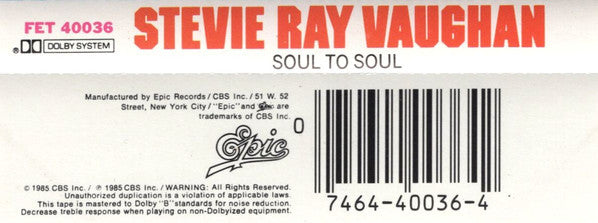 FET 40036
DOLBY SYSTEM
STEVIE RAY VAUGHAN
SOUL TO SOUL
Manufactured by Epic Records / CBS Inc. / 51 W. 52
Street, New York City / "Epic" and Epic are
trademarks of CBS Inc.
Epic
© 1985 CBS Inc. / ℗ 1985 CBS Inc. / WARNING: All Rights Reserved.
Unauthorized duplication is a violation of applicable laws.
This tape is mastered to Dolby "B" standards for noise reduction.
Decrease treble response when playing on non-Dolbyized equipment.
0
7464-40036-4